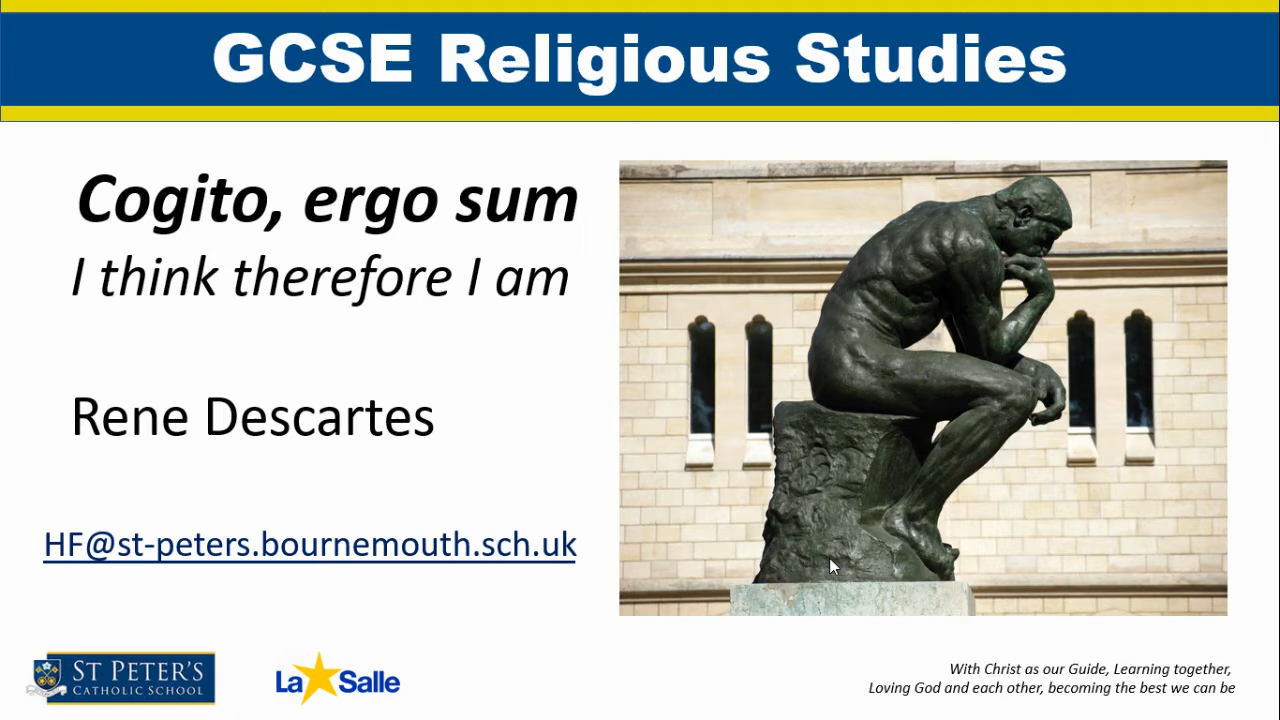 GCSE Religious Studies
Cogito, ergo sum
I think therefore I am
Rene Descartes
HF@st-peters.bournemouth.sch.uk
ST PETER'S
CATHOLIC SCHOOL
La Salle
With Christ as our Guide, Learning together,
Loving God and each other, becoming the best we can be